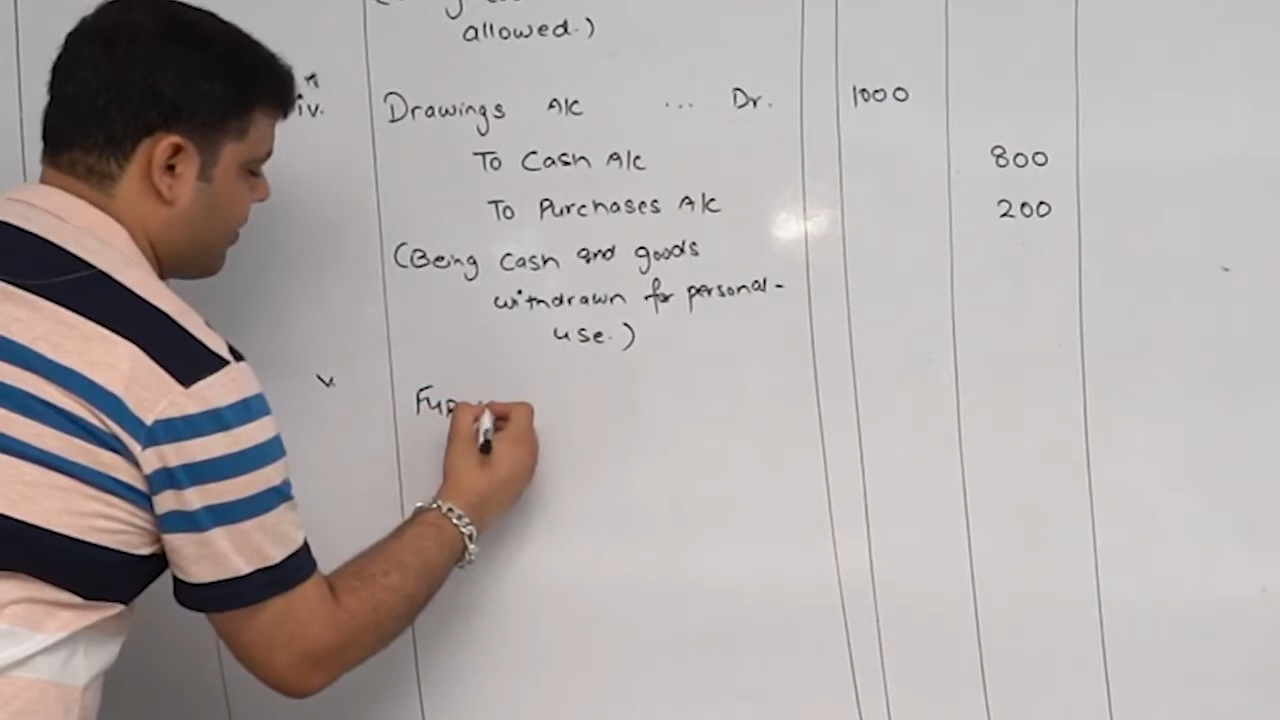 allowed.)
iv. Drawings A/c ... Dr. 1000
To Cash A/c 800
To Purchases A/c 200
(Being cash and goods
withdrawn for personal-
use.)
v.